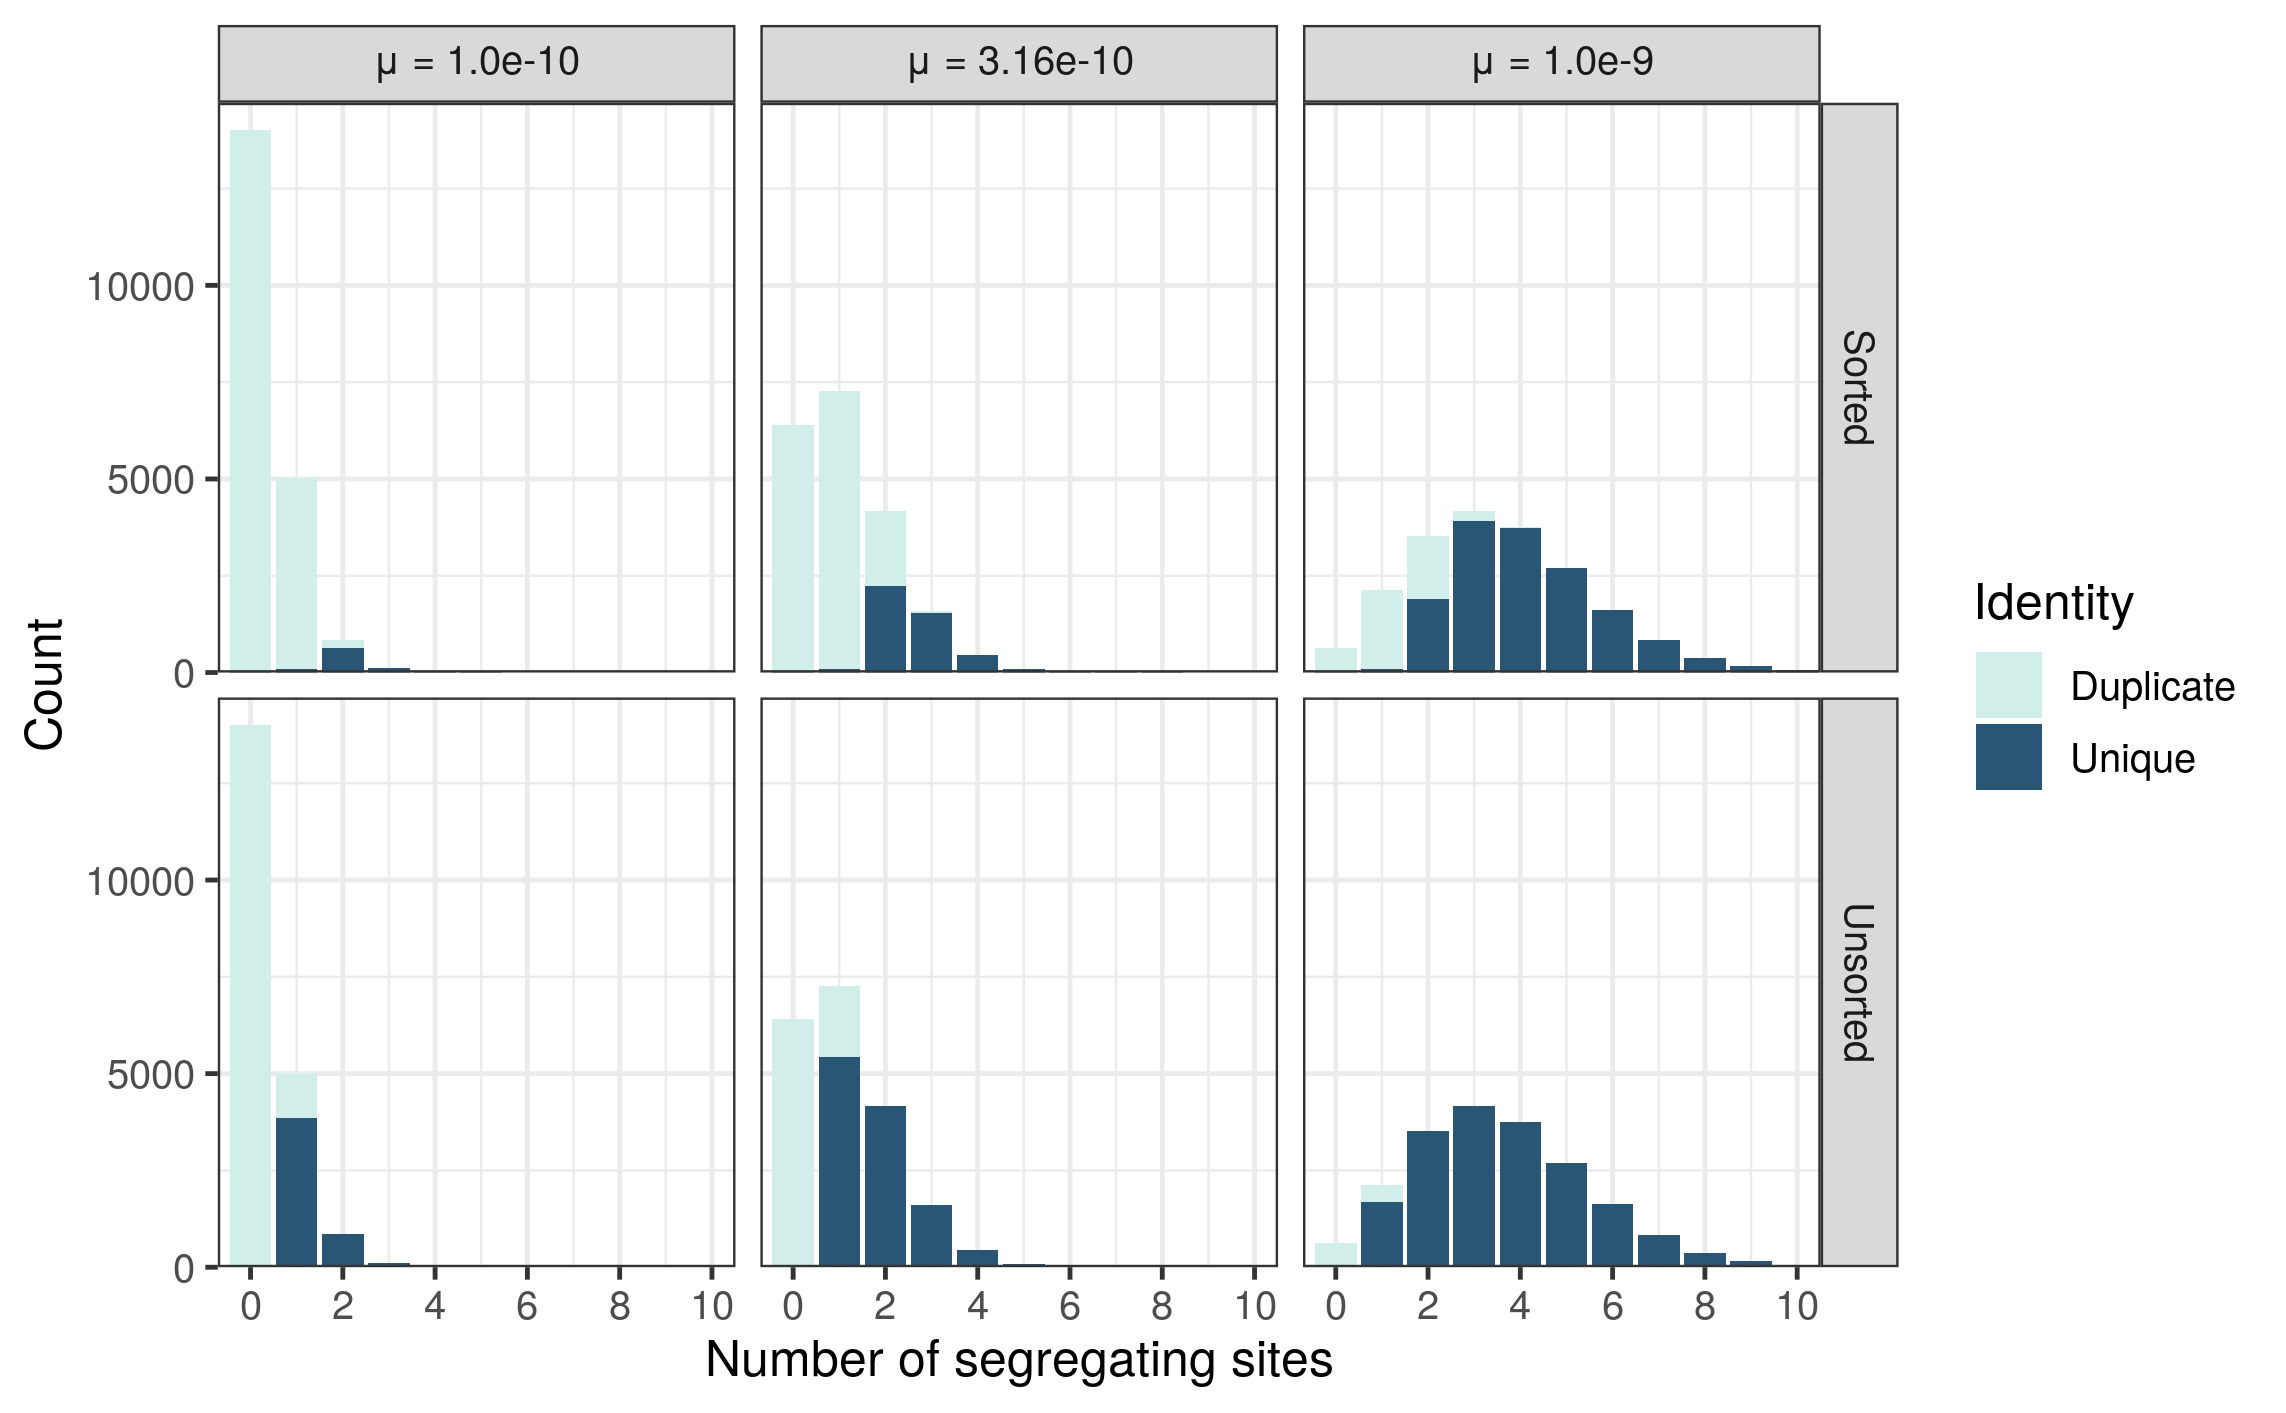 µ = 1.0e-10
µ = 3.16e-10
µ = 1.0e-9
10000
5000
0
Sorted
10000
5000
0
Unsorted
0 2 4 6 8 10
0 2 4 6 8 10
0 2 4 6 8 10
Number of segregating sites
Count
Identity
Duplicate
Unique